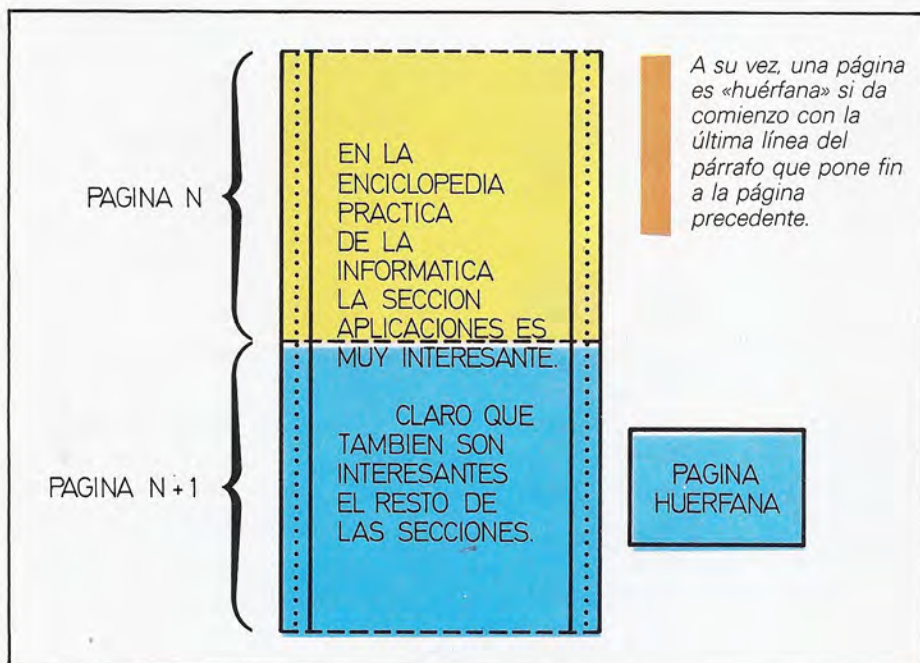 PAGINA N
EN LA
ENCICLOPEDIA
PRACTICA
DE LA
INFORMATICA
LA SECCION
APLICACIONES ES
MUY INTERESANTE.
CLARO QUE
TAMBIEN SON
INTERESANTES
EL RESTO DE
LAS SECCIONES.
PAGINA N + 1
A su vez, una página
es «huérfana» si da
comienzo con la
última línea del
párrafo que pone fin
a la página
precedente.
PAGINA
HUERFANA